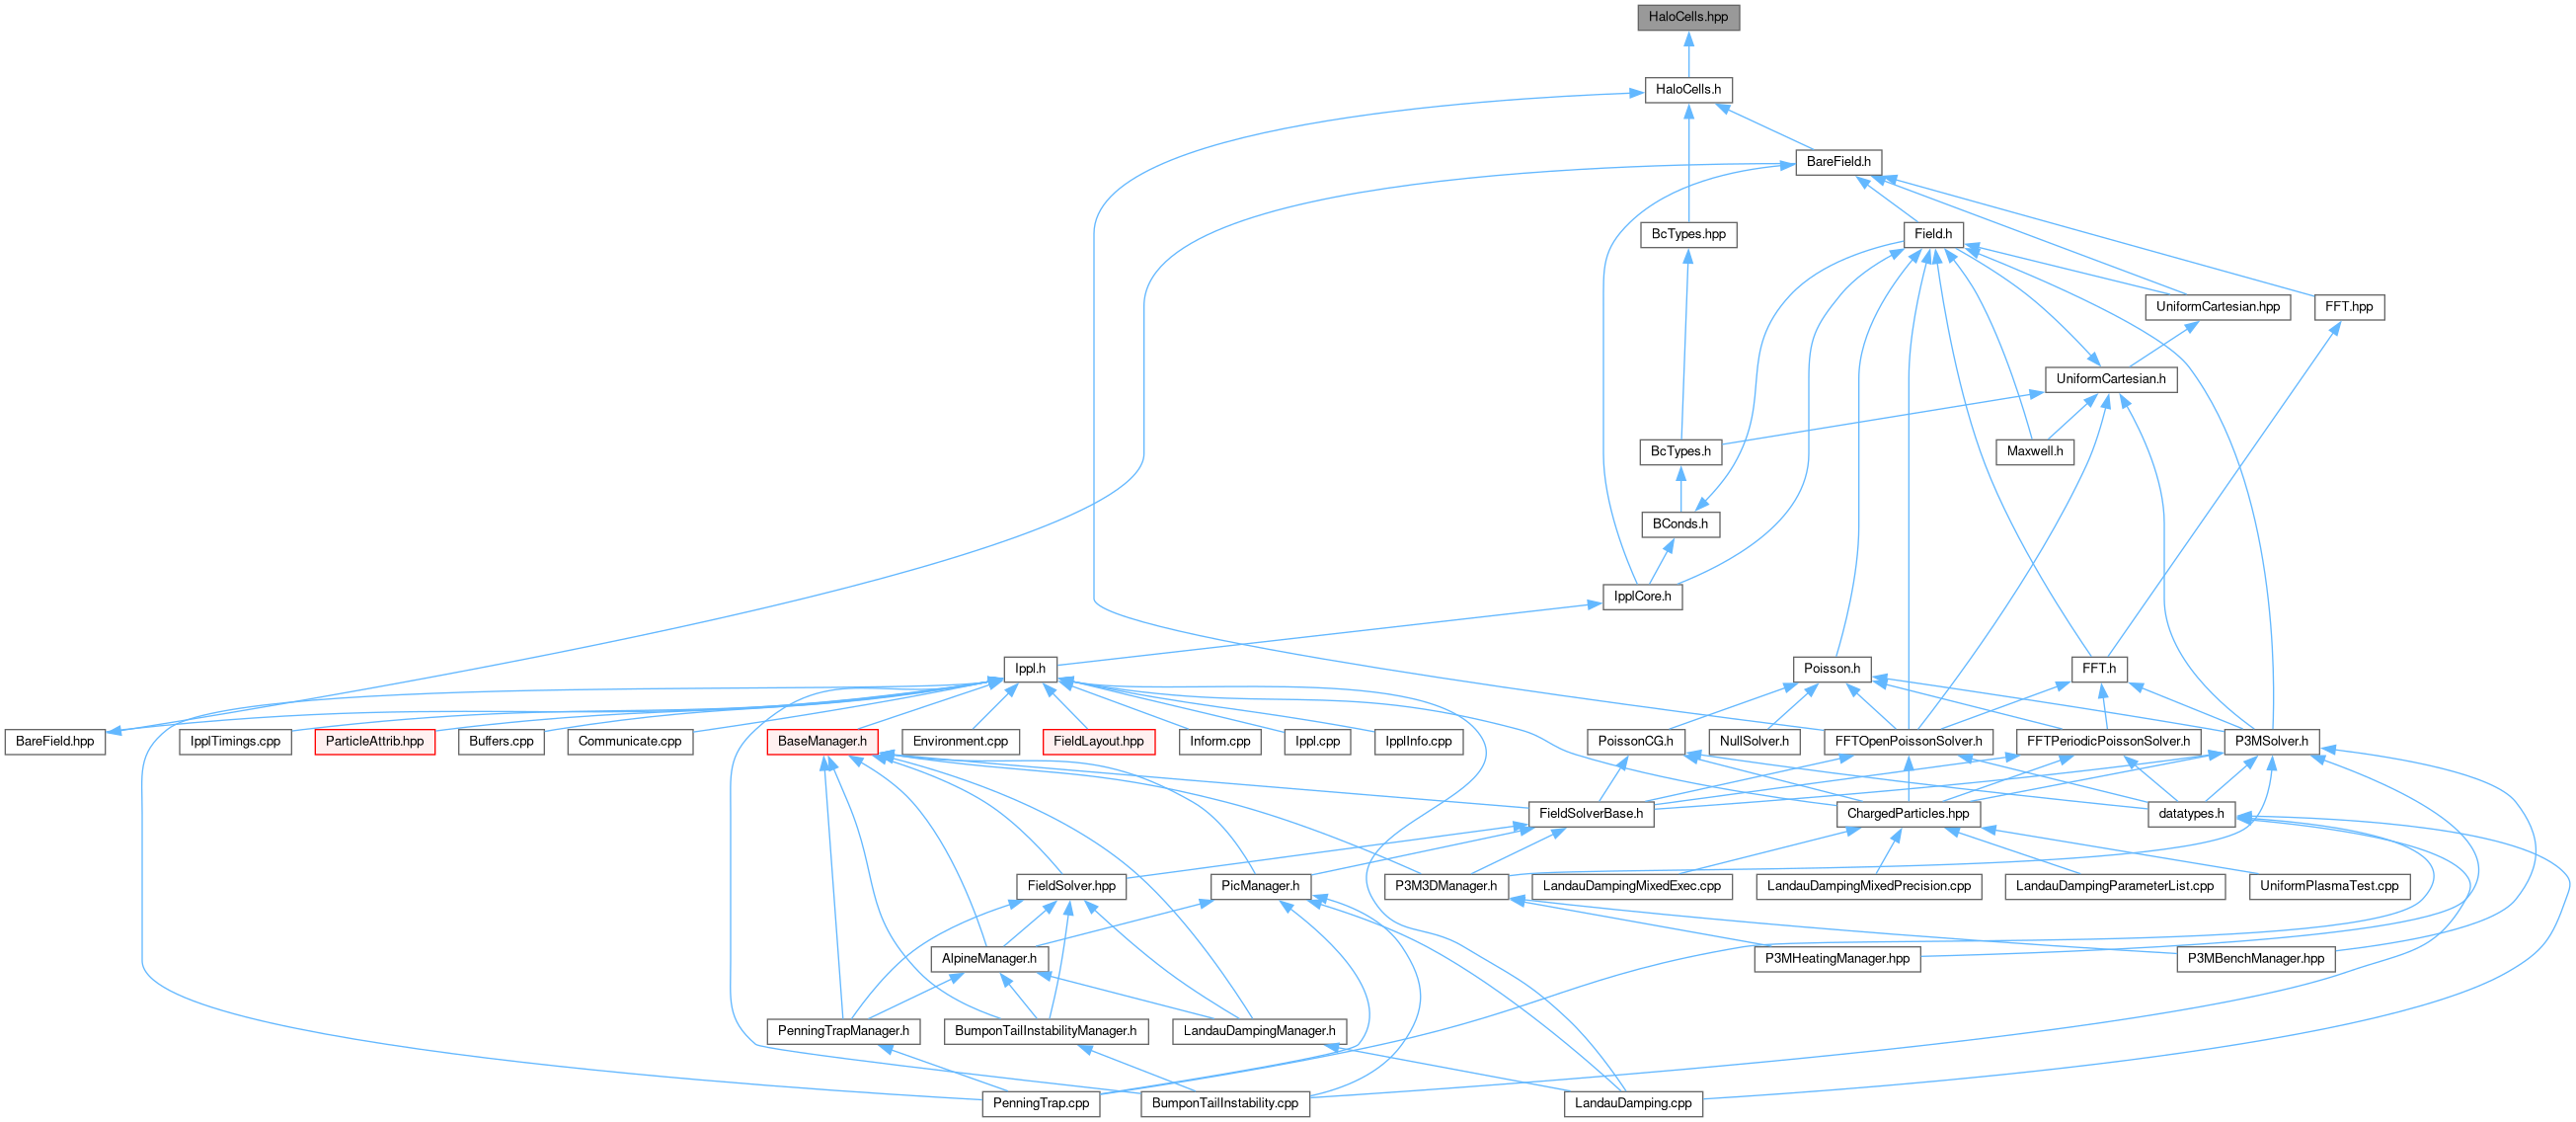 HaloCells.hpp
HaloCells.h
BareField.h
BcTypes.hpp
Field.h
UniformCartesian.hpp
FFT.hpp
UniformCartesian.h
BcTypes.h
Maxwell.h
BConds.h
IpplCore.h
Ippl.h
Poisson.h
FFT.h
BareField.hpp
IpplTimings.cpp
ParticleAttrib.hpp
Buffers.cpp
Communicate.cpp
BaseManager.h
Environment.cpp
FieldLayout.hpp
Inform.cpp
Ippl.cpp
IpplInfo.cpp
PoissonCG.h
NullSolver.h
FFTOpenPoissonSolver.h
FFTPeriodicPoissonSolver.h
P3MSolver.h
FieldSolverBase.h
ChargedParticles.hpp
datatypes.h
FieldSolver.hpp
PicManager.h
P3M3DManager.h
LandauDampingMixedExec.cpp
LandauDampingMixedPrecision.cpp
LandauDampingParameterList.cpp
UniformPlasmaTest.cpp
AlpineManager.h
P3MHeatingManager.hpp
P3MBenchManager.hpp
PenningTrapManager.h
BumponTailInstabilityManager.h
LandauDampingManager.h
PenningTrap.cpp
BumponTailInstability.cpp
LandauDamping.cpp